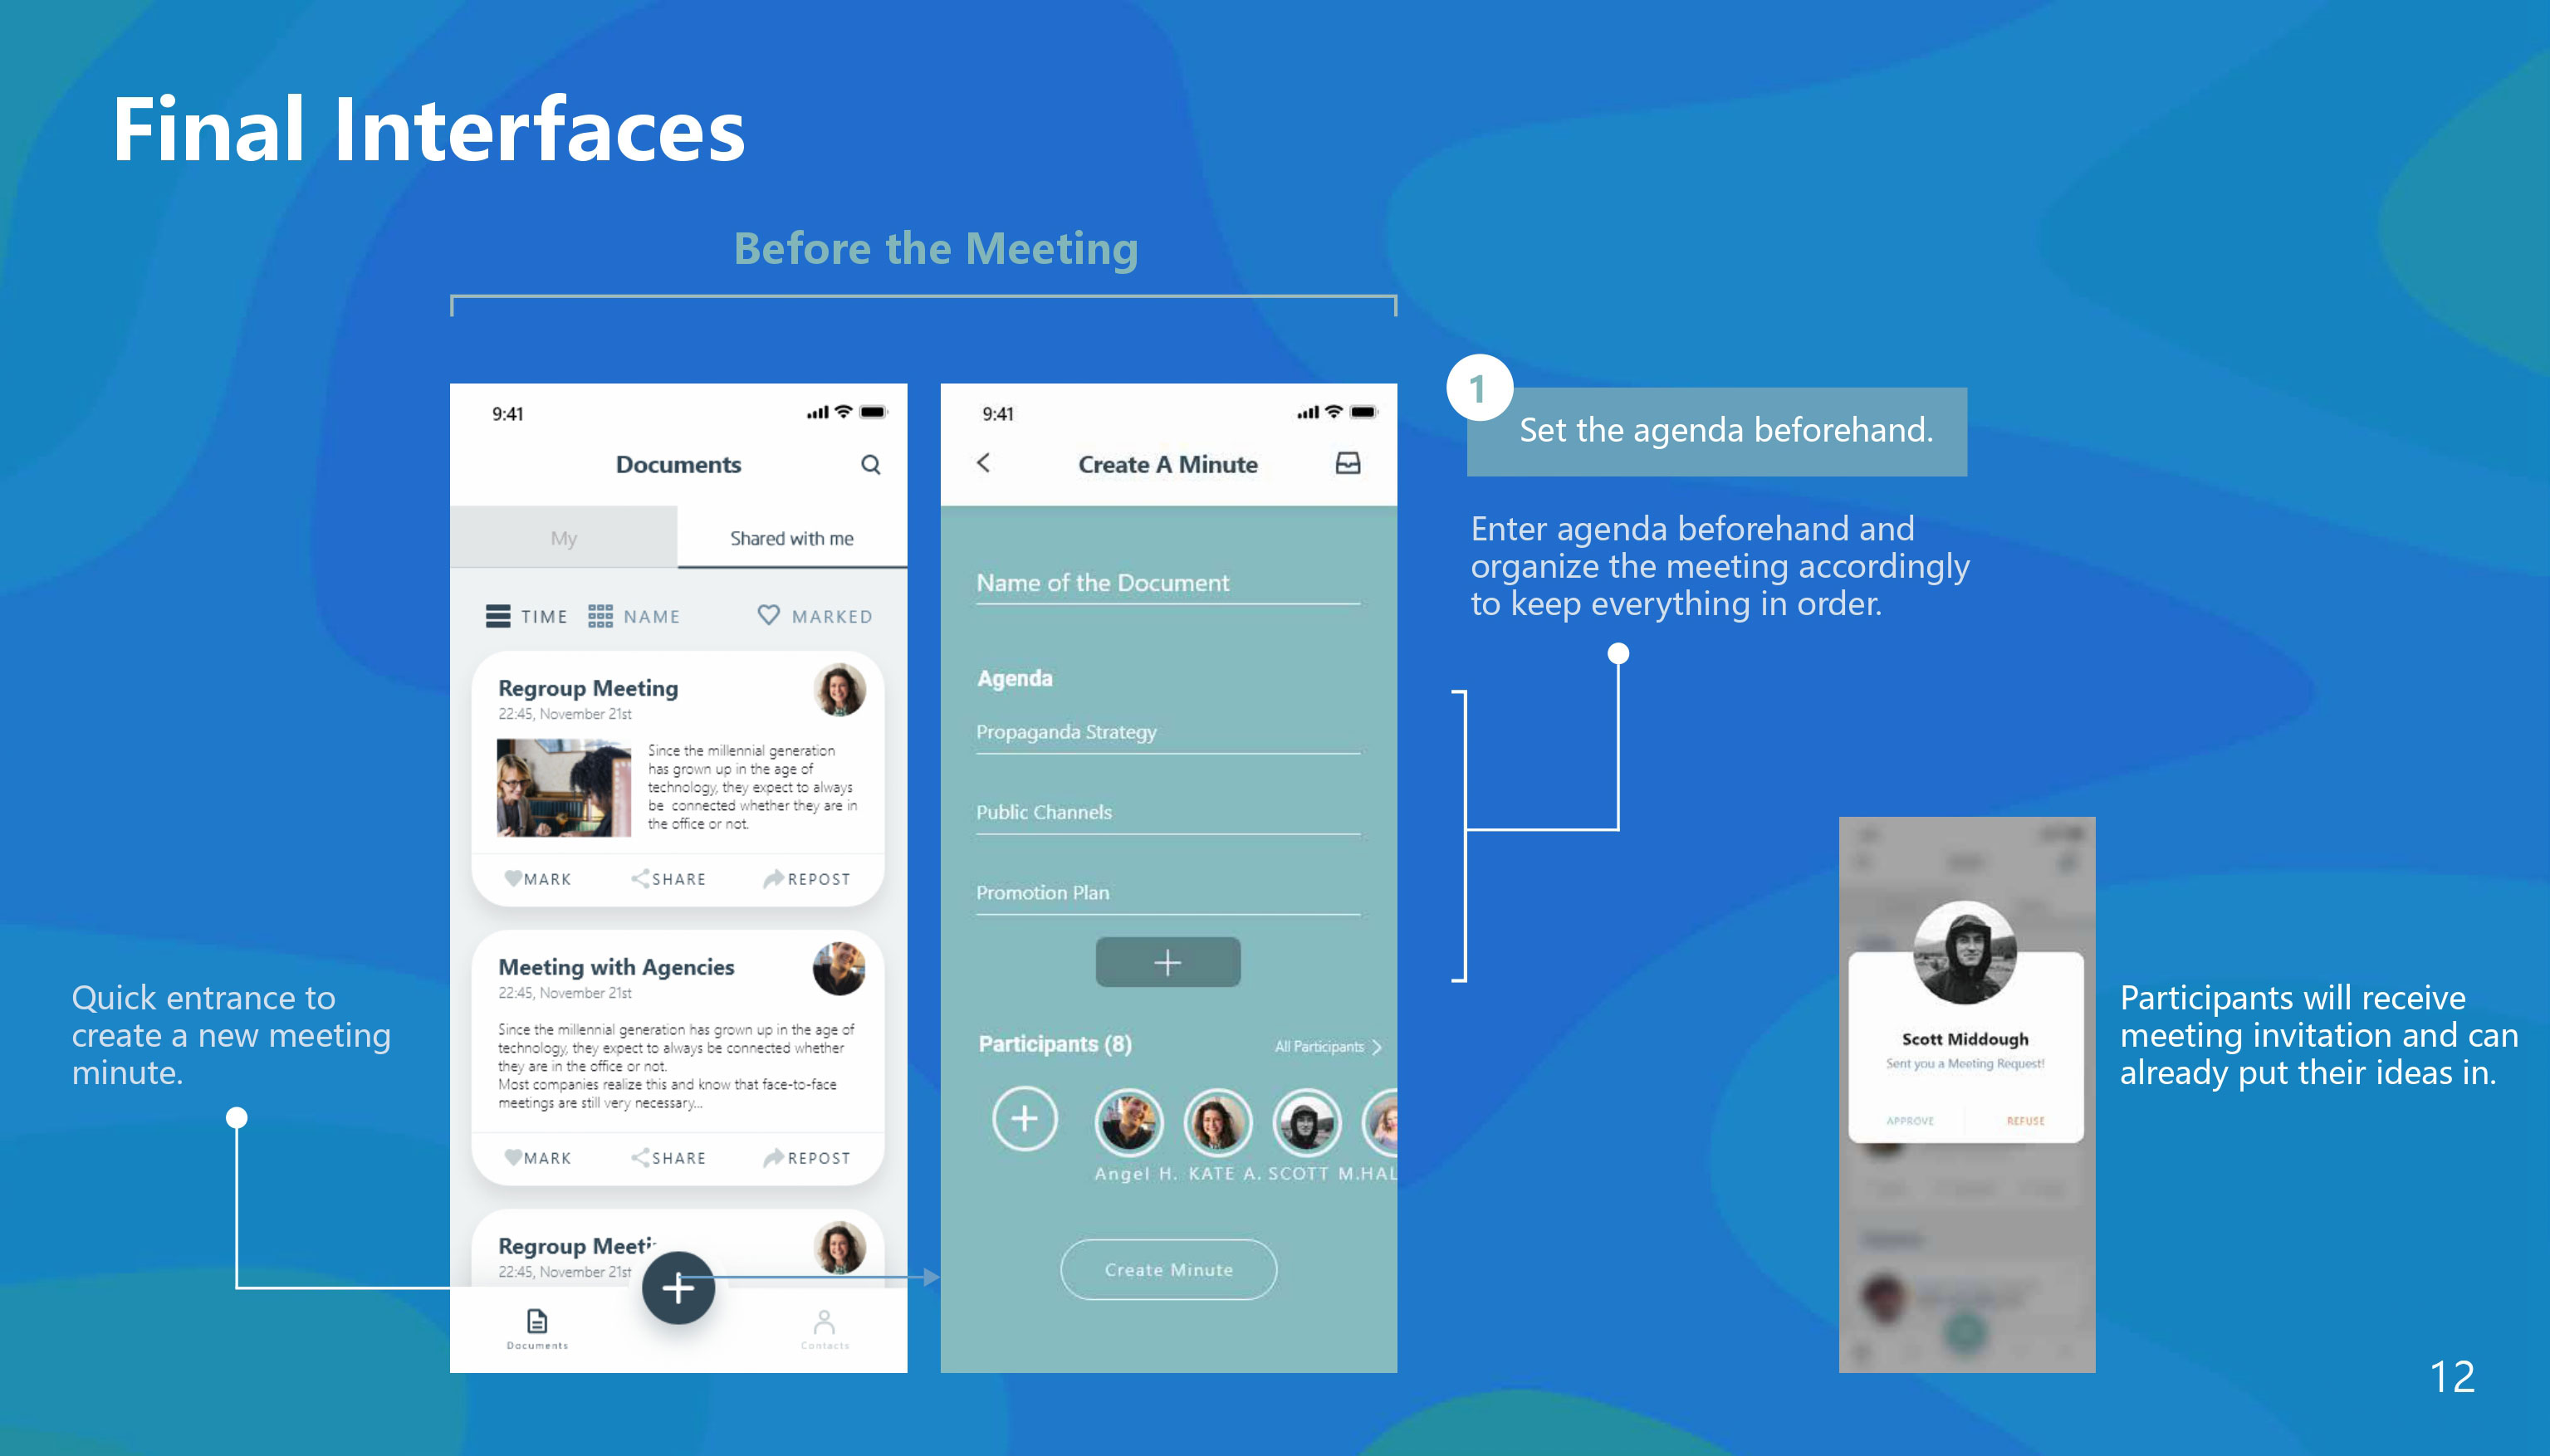 Final Interfaces
Before the Meeting
9:41
Documents
My
Shared with me
TIME
NAME
MARKED
Regroup Meeting
22:45, November 21st
Since the millennial generation
has grown up in the age of
technology, they expect to always
be connected whether they are in
the office or not.
MARK
SHARE
REPOST
Meeting with Agencies
22:45, November 21st
Since the millennial generation has grown up in the age of
technology, they expect to always be connected whether
they are in the office or not.
Most companies realize this and know that face-to-face
meetings are still very necessary...
MARK
SHARE
REPOST
Regroup Meeti
22:45, November 21st
Documents
Contacts
Quick entrance to
create a new meeting
minute.
9:41
Create A Minute
Name of the Document
Agenda
Propaganda Strategy
Public Channels
Promotion Plan
Participants (8)
All Participants
Angel H.
KATE A.
SCOTT M.
HAL
Create Minute
1
Set the agenda beforehand.
Enter agenda beforehand and
organize the meeting accordingly
to keep everything in order.
Scott Middough
Sent you a Meeting Request!
APPROVE
REFUSE
Participants will receive
meeting invitation and can
already put their ideas in.
12